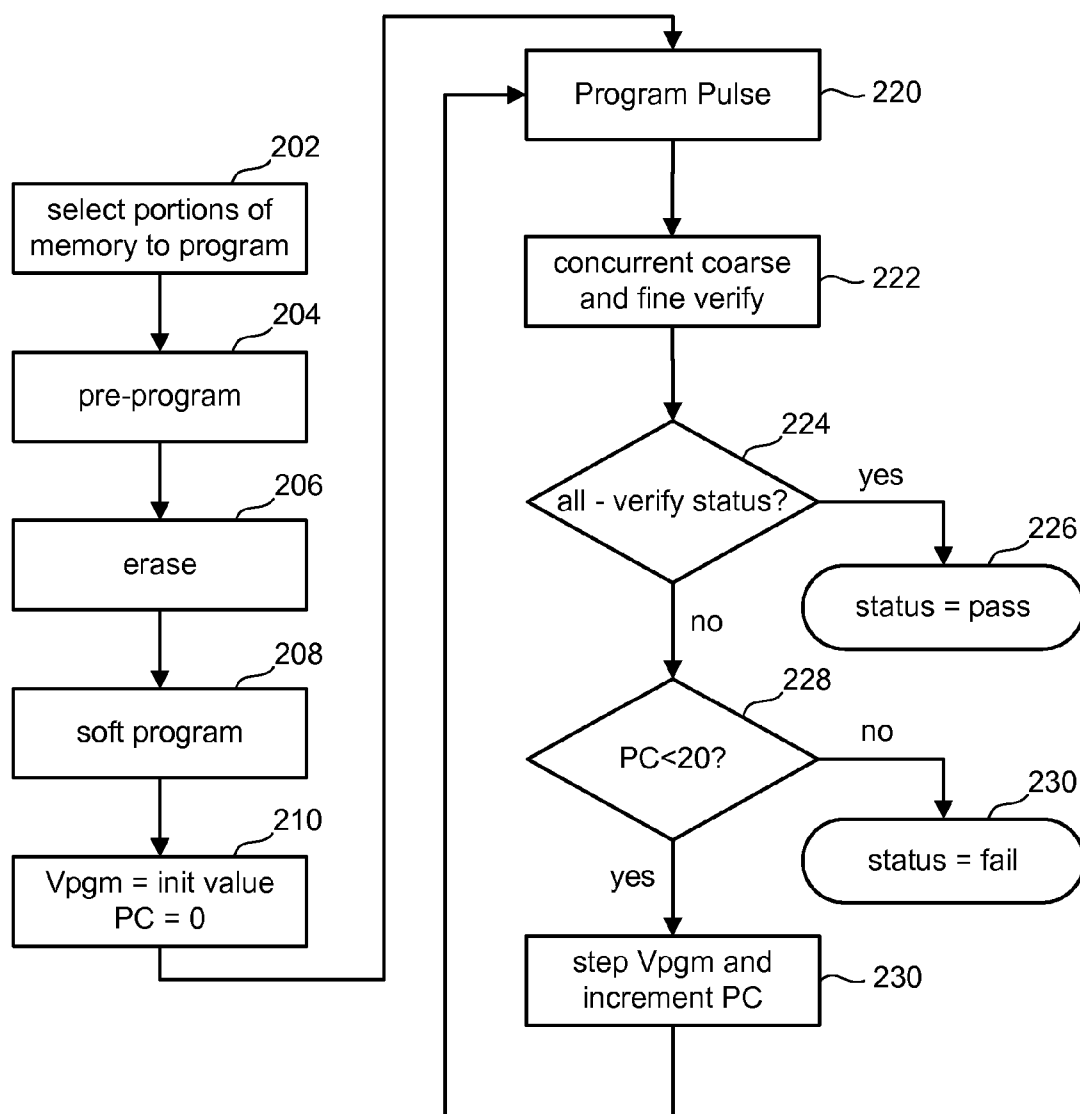 202
select portions of
memory to program
204
pre-program
206
erase
208
soft program
210
Vpgm = init value
PC = 0
Program Pulse
220
concurrent coarse
and fine verify
222
224
all - verify status?
yes
226
status = pass
no
228
PC<20?
no
230
status = fail
yes
step Vpgm and
increment PC
230